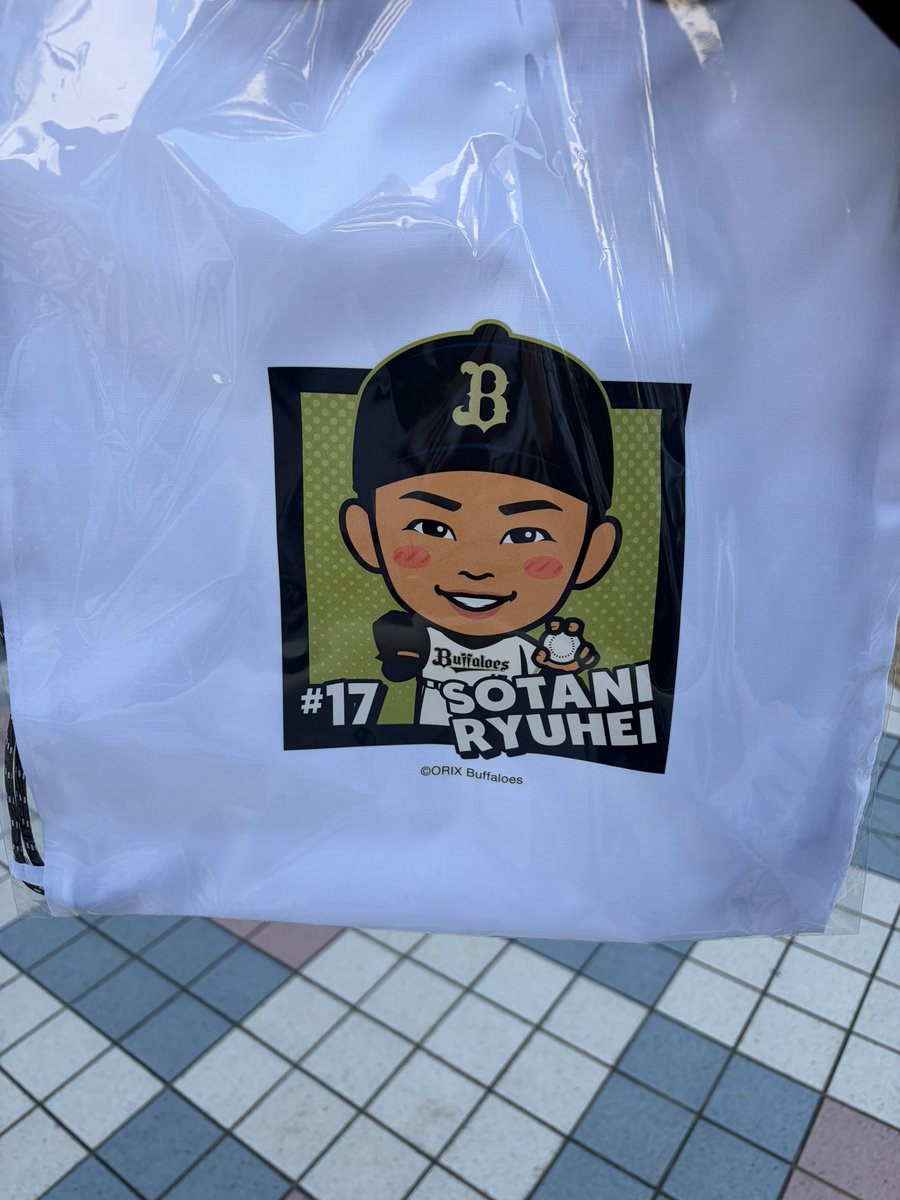 B
Buffaloes
#17
SOTANI
RYUHEI
©ORIX Buffaloes